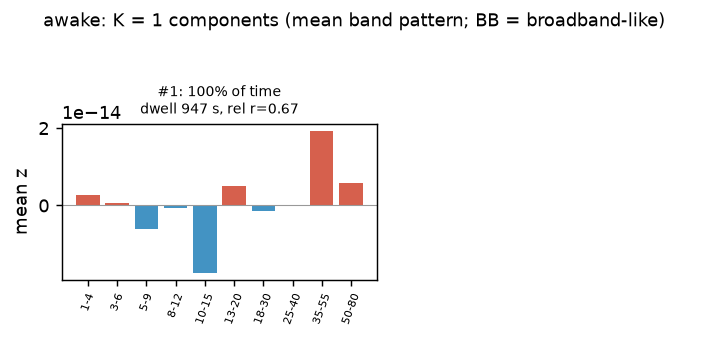 awake: K = 1 components (mean band pattern; BB = broadband-like)
#1: 100% of time
dwell 947 s, rel r=0.67
1e−14
2
0
mean z
1-4
3-6
5-9
8-12
10-15
13-20
18-30
25-40
35-55
50-80